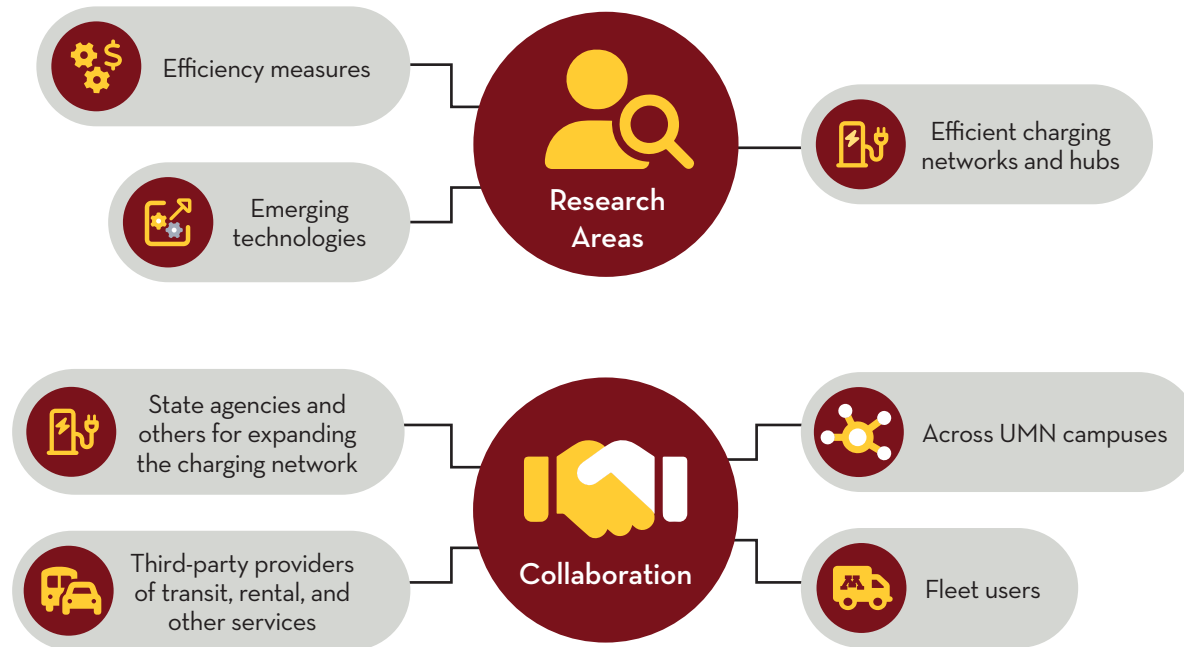 Efficiency measures
Emerging
technologies
Research
Areas
Efficient charging
networks and hubs
State agencies and
others for expanding
the charging network
Third-party providers
of transit, rental, and
other services
Collaboration
Across UMN campuses
Fleet users